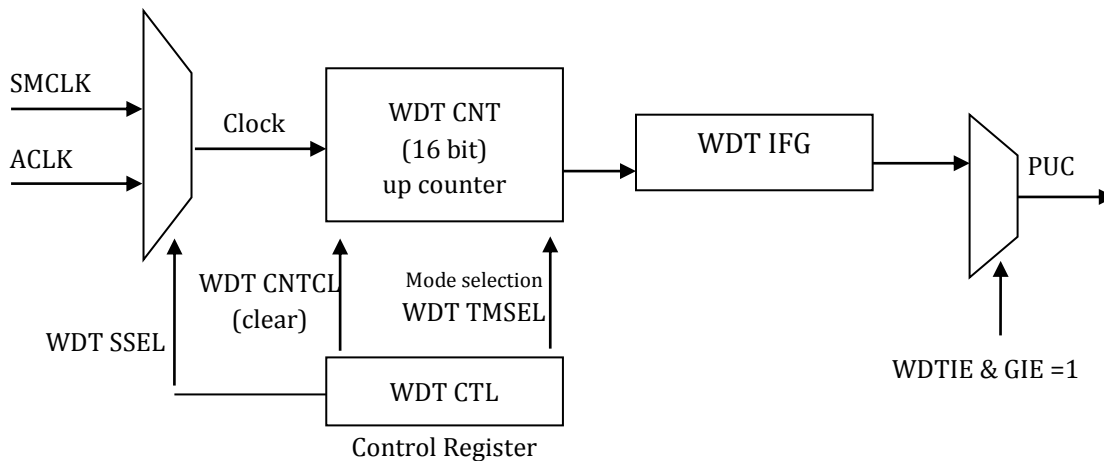 SMCLK
ACLK
Clock
WDT CNT
(16 bit)
up counter
WDT IFG
PUC
WDT SSEL
WDT CNTCL
(clear)
Mode selection
WDT TMSEL
WDT CTL
Control Register
WDTIE & GIE =1